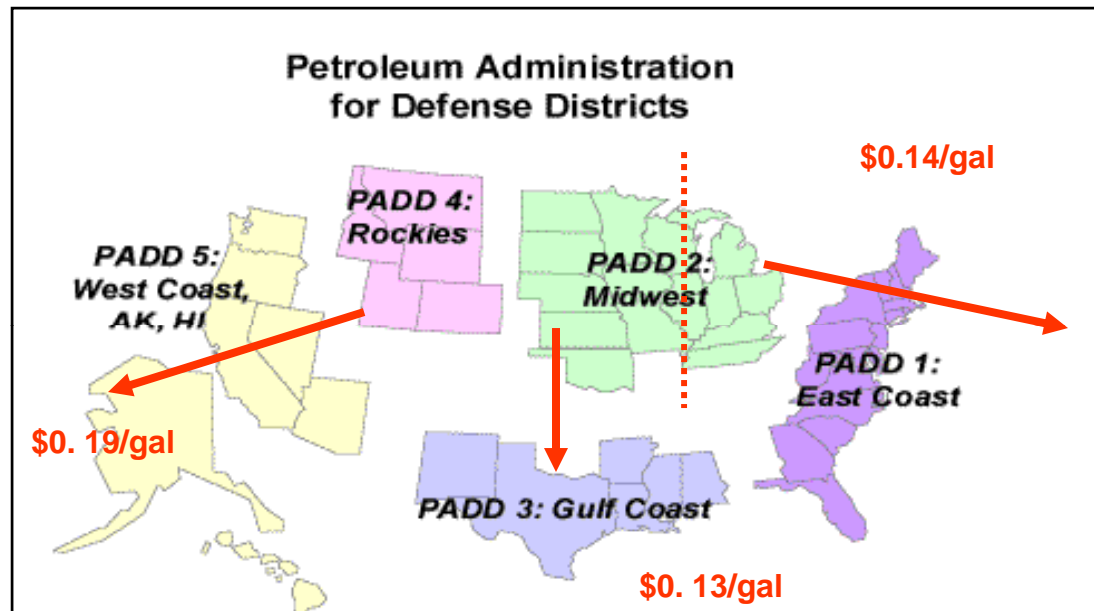 Petroleum Administration
for Defense Districts
$0.14/gal
PADD 4:
Rockies
PADD 5:
West Coast,
AK, HI
PADD 2:
Midwest
PADD 1:
East Coast
$0. 19/gal
PADD 3: Gulf Coast
$0. 13/gal